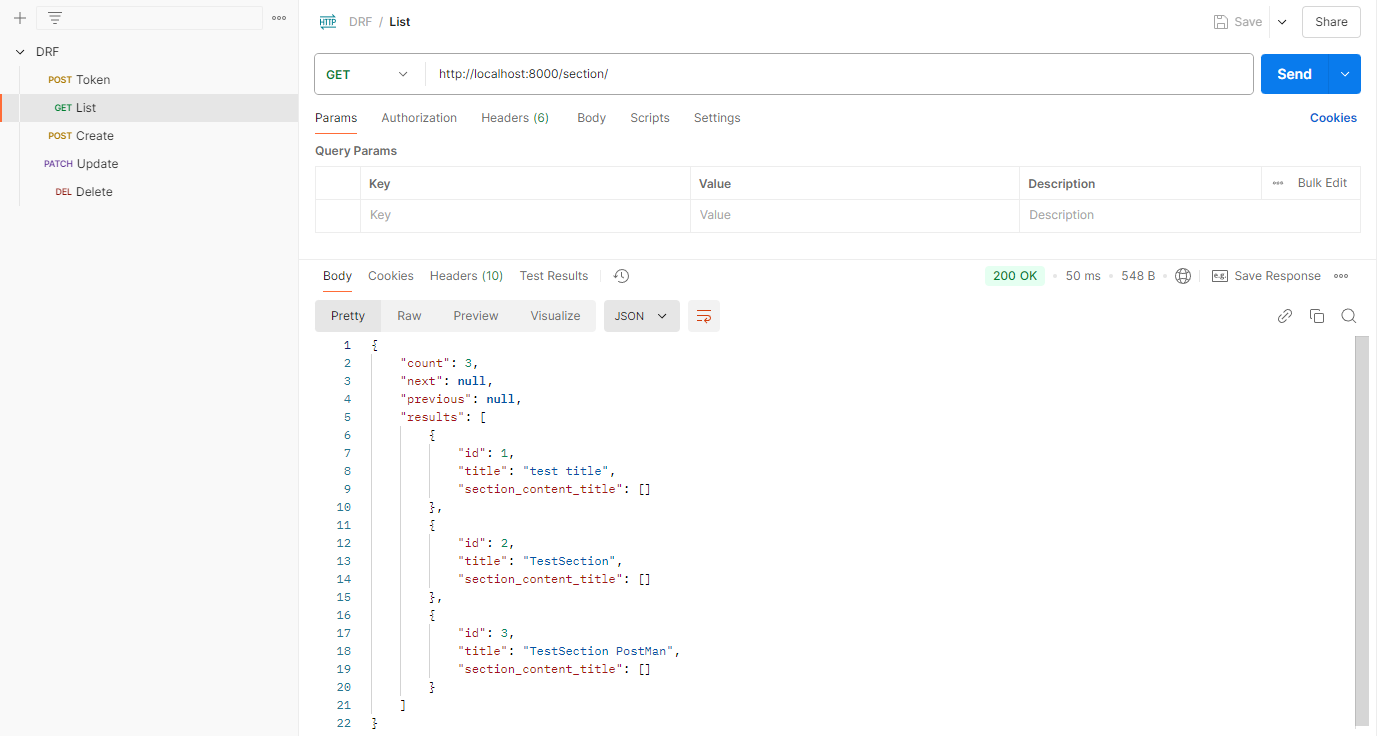 DRF
POST Token
GET List
POST Create
PATCH Update
DEL Delete
HTTP DRF / List
Save
Share
GET
http://localhost:8000/section/
Send
Params Authorization Headers (6) Body Scripts Settings
Cookies
Query Params
Key Value Description Bulk Edit
Key Value Description
Body Cookies Headers (10) Test Results
200 OK • 50 ms • 548 B • e.g. Save Response
Pretty Raw Preview Visualize JSON
1 {
2 "count": 3,
3 "next": null,
4 "previous": null,
5 "results": [
6 {
7 "id": 1,
8 "title": "test title",
9 "section_content_title": []
10 },
11 {
12 "id": 2,
13 "title": "TestSection",
14 "section_content_title": []
15 },
16 {
17 "id": 3,
18 "title": "TestSection PostMan",
19 "section_content_title": []
20 }
21 ]
22 }